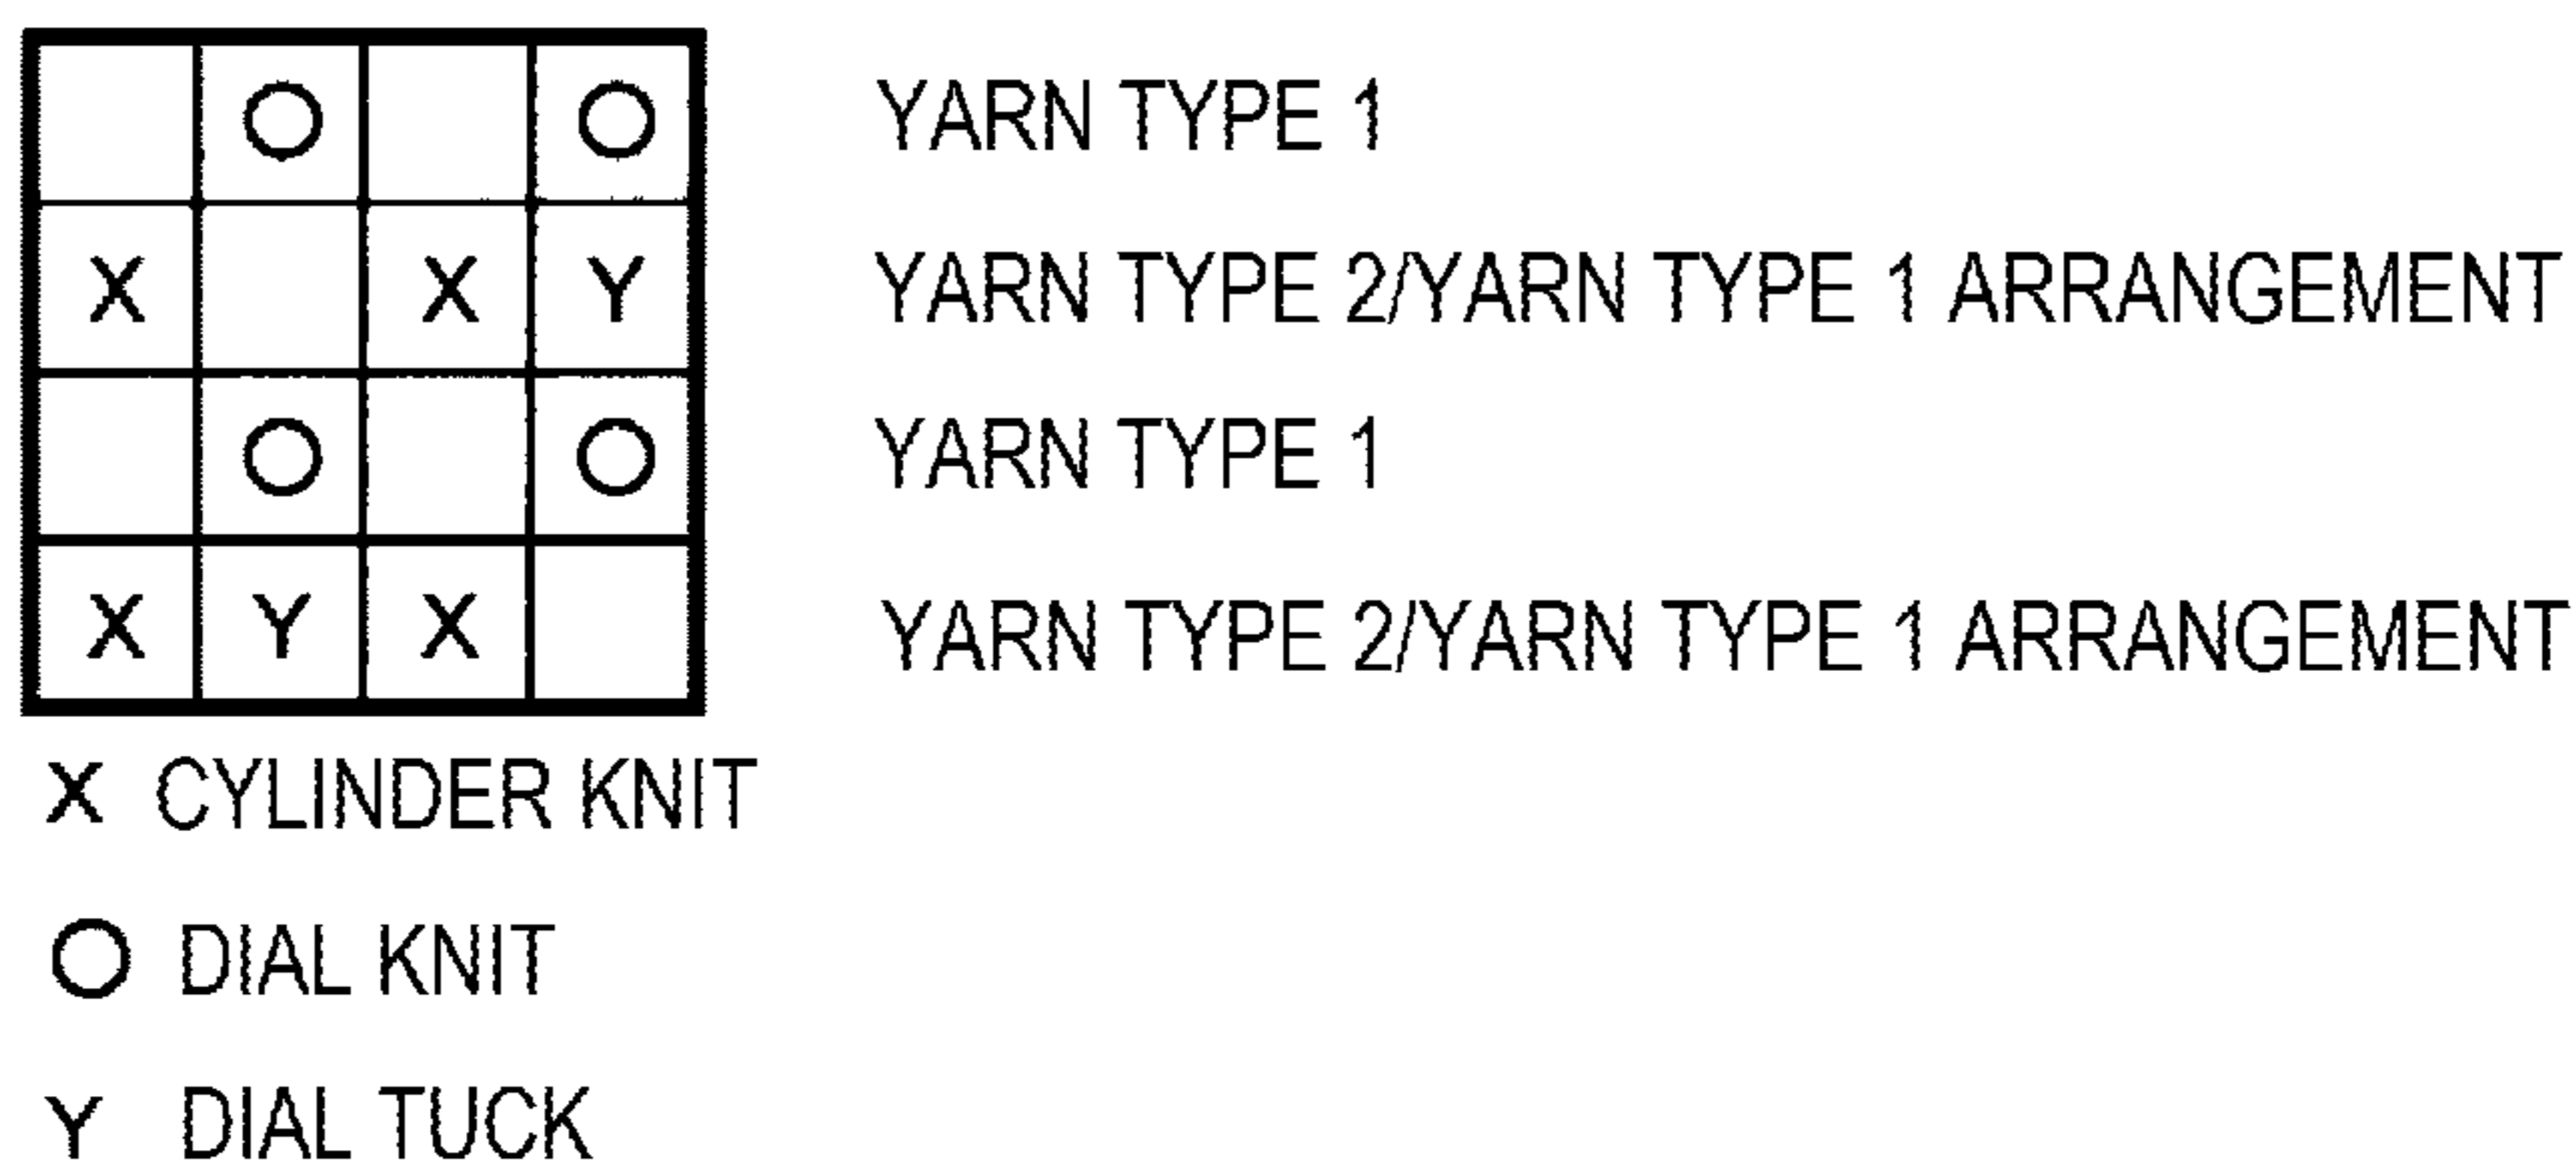 O O YARN TYPE 1
X X Y YARN TYPE 2/YARN TYPE 1 ARRANGEMENT
O O YARN TYPE 1
X Y X YARN TYPE 2/YARN TYPE 1 ARRANGEMENT
X CYLINDER KNIT
O DIAL KNIT
Y DIAL TUCK